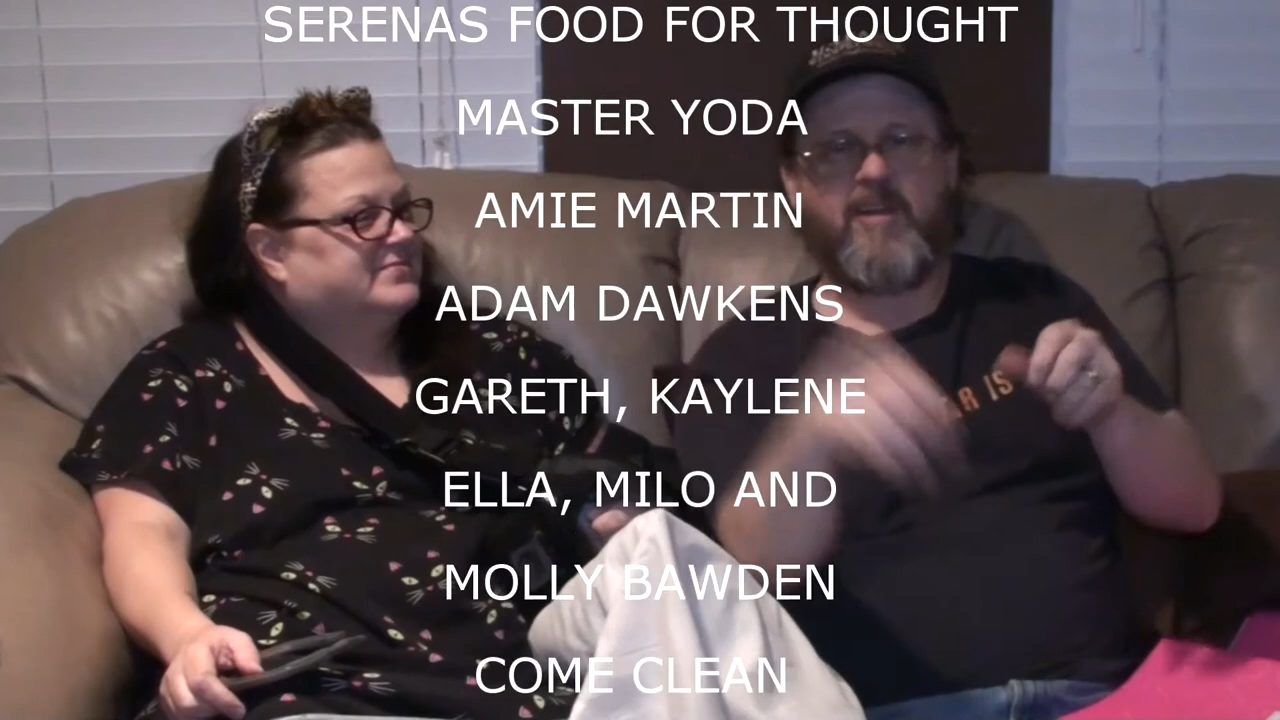 SERENAS FOOD FOR THOUGHT
MASTER YODA
AMIE MARTIN
ADAM DAWKENS
GARETH, KAYLENE
ELLA, MILO AND
MOLLY BAWDEN
COME CLEAN
IS